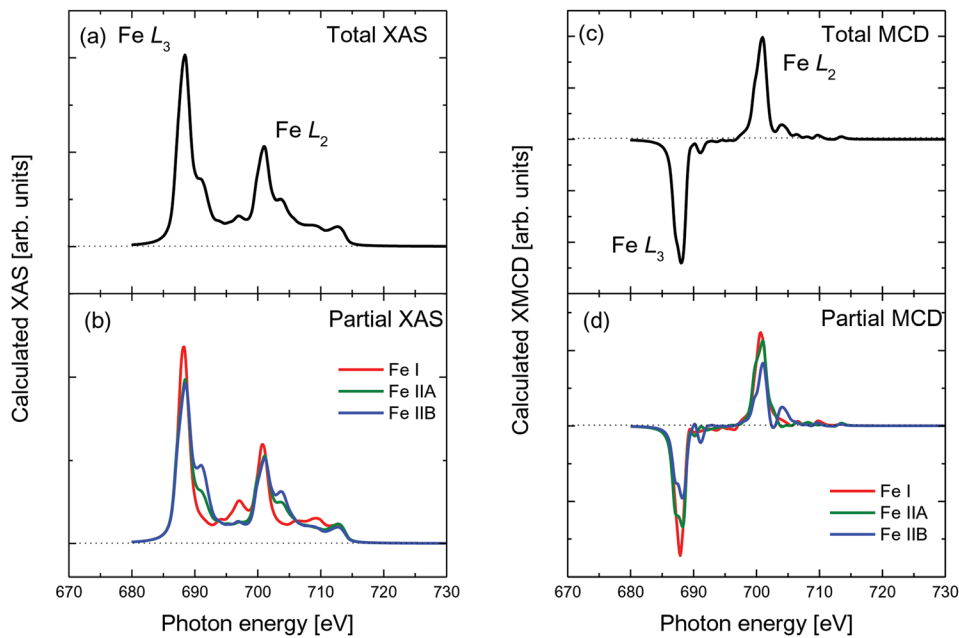 (a)
Fe L3
Total XAS
Fe L2
(b)
Partial XAS
Fe I
Fe IIA
Fe IIB
Calculated XAS [arb. units]
670 680 690 700 710 720 730
Photon energy [eV]
(c)
Total MCD
Fe L2
Fe L3
(d)
Partial MCD
Fe I
Fe IIA
Fe IIB
Calculated XMCD [arb. units]
670 680 690 700 710 720 730
Photon energy [eV]